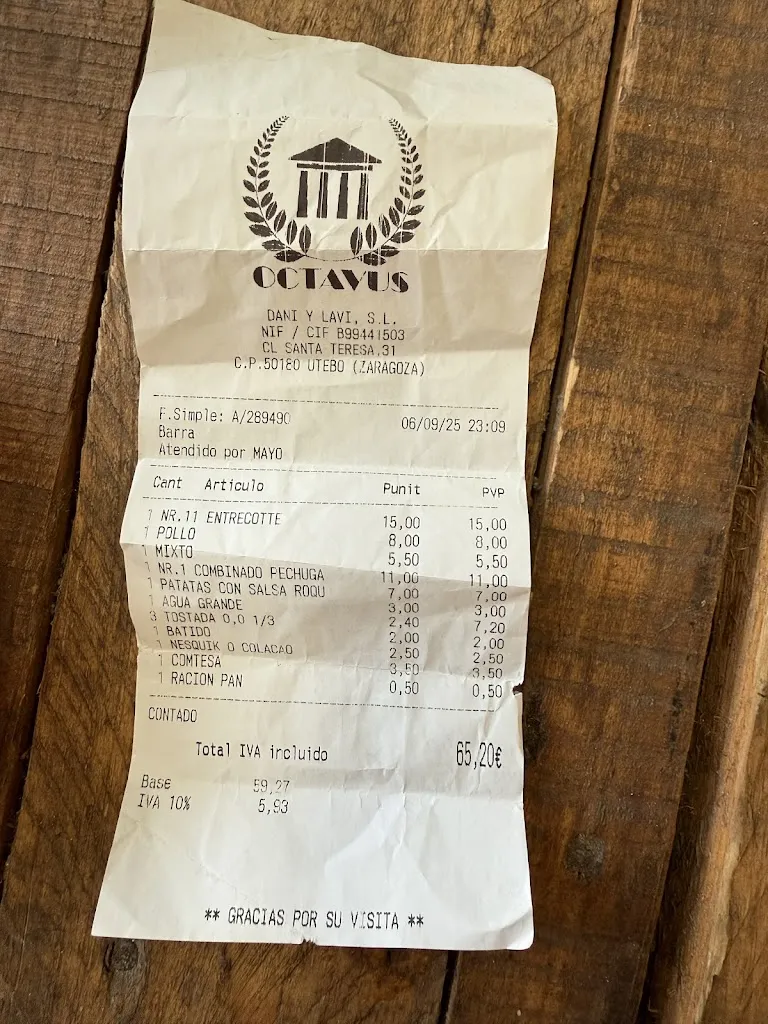 OCTAVUS
DANI Y LAVI, S.L.
NIF / CIF B99441503
CL SANTA TERESA,31
C.P.50180 UTEBO (ZARAGOZA)
F.Simple: A/289490 06/09/25 23:09
Barra
Atendido por MAYO
Cant Articulo Punit PVP
1 NR.11 ENTRECOTTE 15,00 15,00
1 POLLO 8,00 8,00
1 MIXTO 5,50 5,50
1 NR.1 COMBINADO PECHUGA 11,00 11,00
1 PATATAS CON SALSA ROQU 7,00 7,00
1 AGUA GRANDE 3,00 3,00
3 TOSTADA 0,0 1/3 2,40 7,20
1 BATIDO 2,00 2,00
1 NESQUIK O COLACAO 2,50 2,50
1 COMTESA 3,50 3,50
1 RACION PAN 0,50 0,50
CONTADO
Total IVA incluido 65,20€
Base 59,27
IVA 10% 5,93
** GRACIAS POR SU VISITA **